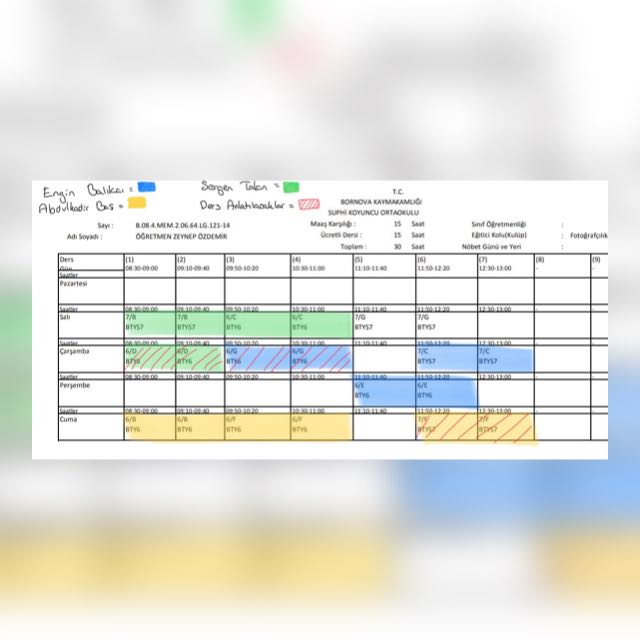 Engin Balıkcı =
Sergen Talan =
Abdulkadir Baş =
Ders Anlatılacaklar =
T.C.
BORNOVA KAYMAKAMLIĞI
SUPHİ KOYUNCU ORTAOKULU
Sayı : B.08.4.MEM.2.06.64.LG.121-14 Maaş Karşılığı : 15 Saat Sınıf Öğretmenliği :
Adı Soyadı : ÖĞRETMEN ZEYNEP ÖZDEMİR Ücretli Dersi : 15 Saat Eğitici Kolu(Kulüp) : Fotoğrafçılık
Toplam : 30 Saat Nöbet Günü ve Yeri :
Ders (1) (2) (3) (4) (5) (6) (7) (8) (9)
Gün 08:30-09:00 09:10-09:40 09:50-10:20 10:30-11:00 11:10-11:40 11:50-12:20 12:30-13:00 - -
Saatler
Pazartesi
Saatler 08:30-09:00 09:10-09:40 09:50-10:20 10:30-11:00 11:10-11:40 11:50-12:20 12:30-13:00
Salı 7/B 7/B 6/C 6/C 7/G 7/G
BTYS7 BTYS7 BTY6 BTY6 BTYS7 BTYS7
Saatler 08:30-09:00 09:10-09:40 09:50-10:20 10:30-11:00 11:10-11:40 11:50-12:20 12:30-13:00
Çarşamba 6/D 6/D 6/G 6/G 7/C 7/C
BTY6 BTY6 BTY6 BTY6 BTYS7 BTYS7
Saatler 08:30-09:00 09:10-09:40 09:50-10:20 10:30-11:00 11:10-11:40 11:50-12:20 12:30-13:00
Perşembe 6/E 6/E
BTY6 BTY6
Saatler 08:30-09:00 09:10-09:40 09:50-10:20 10:30-11:00 11:10-11:40 11:50-12:20 12:30-13:00
Cuma 6/B 6/B 6/F 6/F 7/F 7/F
BTY6 BTY6 BTY6 BTY6 BTYS7 BTYS7